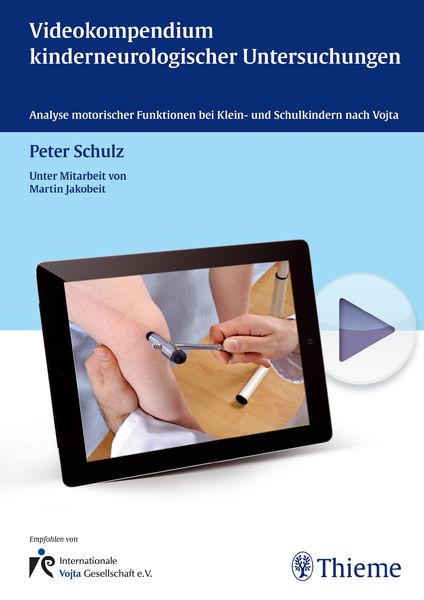 Videokompendium
kinderneurologischer Untersuchungen
Analyse motorischer Funktionen bei Klein- und Schulkindern nach Vojta
Peter Schulz
Unter Mitarbeit von
Martin Jakobeit
Empfohlen von
Internationale
Vojta Gesellschaft e.V.
Thieme